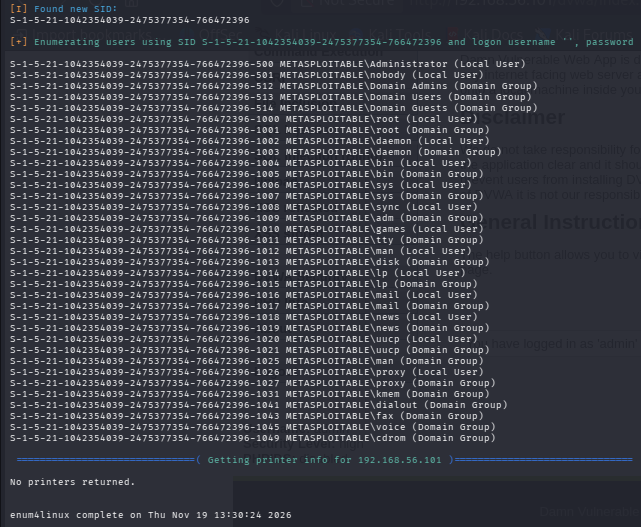 [I] Found new SID:
S-1-5-21-1042354039-2475377354-766472396
[+] Enumerating users using SID S-1-5-21-1042354039-2475377354-766472396 and logon username '', password
S-1-5-21-1042354039-2475377354-766472396-500 METASPLOITABLE\Administrator (Local User)
S-1-5-21-1042354039-2475377354-766472396-501 METASPLOITABLE\nobody (Local User)
S-1-5-21-1042354039-2475377354-766472396-512 METASPLOITABLE\Domain Admins (Domain Group)
S-1-5-21-1042354039-2475377354-766472396-513 METASPLOITABLE\Domain Users (Domain Group)
S-1-5-21-1042354039-2475377354-766472396-514 METASPLOITABLE\Domain Guests (Domain Group)
S-1-5-21-1042354039-2475377354-766472396-1000 METASPLOITABLE\root (Local User)
S-1-5-21-1042354039-2475377354-766472396-1001 METASPLOITABLE\root (Domain Group)
S-1-5-21-1042354039-2475377354-766472396-1002 METASPLOITABLE\daemon (Local User)
S-1-5-21-1042354039-2475377354-766472396-1003 METASPLOITABLE\daemon (Domain Group)
S-1-5-21-1042354039-2475377354-766472396-1004 METASPLOITABLE\bin (Local User)
S-1-5-21-1042354039-2475377354-766472396-1005 METASPLOITABLE\bin (Domain Group)
S-1-5-21-1042354039-2475377354-766472396-1006 METASPLOITABLE\sys (Local User)
S-1-5-21-1042354039-2475377354-766472396-1007 METASPLOITABLE\sys (Domain Group)
S-1-5-21-1042354039-2475377354-766472396-1008 METASPLOITABLE\sync (Local User)
S-1-5-21-1042354039-2475377354-766472396-1009 METASPLOITABLE\adm (Domain Group)
S-1-5-21-1042354039-2475377354-766472396-1010 METASPLOITABLE\games (Local User)
S-1-5-21-1042354039-2475377354-766472396-1011 METASPLOITABLE\tty (Domain Group)
S-1-5-21-1042354039-2475377354-766472396-1012 METASPLOITABLE\man (Local User)
S-1-5-21-1042354039-2475377354-766472396-1013 METASPLOITABLE\disk (Domain Group)
S-1-5-21-1042354039-2475377354-766472396-1014 METASPLOITABLE\lp (Local User)
S-1-5-21-1042354039-2475377354-766472396-1015 METASPLOITABLE\lp (Domain Group)
S-1-5-21-1042354039-2475377354-766472396-1016 METASPLOITABLE\mail (Local User)
S-1-5-21-1042354039-2475377354-766472396-1017 METASPLOITABLE\mail (Domain Group)
S-1-5-21-1042354039-2475377354-766472396-1018 METASPLOITABLE\news (Local User)
S-1-5-21-1042354039-2475377354-766472396-1019 METASPLOITABLE\news (Domain Group)
S-1-5-21-1042354039-2475377354-766472396-1020 METASPLOITABLE\uucp (Local User)
S-1-5-21-1042354039-2475377354-766472396-1021 METASPLOITABLE\uucp (Domain Group)
S-1-5-21-1042354039-2475377354-766472396-1025 METASPLOITABLE\man (Domain Group)
S-1-5-21-1042354039-2475377354-766472396-1026 METASPLOITABLE\proxy (Local User)
S-1-5-21-1042354039-2475377354-766472396-1027 METASPLOITABLE\proxy (Domain Group)
S-1-5-21-1042354039-2475377354-766472396-1031 METASPLOITABLE\kmem (Domain Group)
S-1-5-21-1042354039-2475377354-766472396-1041 METASPLOITABLE\dialout (Domain Group)
S-1-5-21-1042354039-2475377354-766472396-1043 METASPLOITABLE\fax (Domain Group)
S-1-5-21-1042354039-2475377354-766472396-1045 METASPLOITABLE\voice (Domain Group)
S-1-5-21-1042354039-2475377354-766472396-1049 METASPLOITABLE\cdrom (Domain Group)
( Getting printer info for 192.168.56.101 )
No printers returned.
enum4linux complete on Thu Nov 19 13:30:24 2026